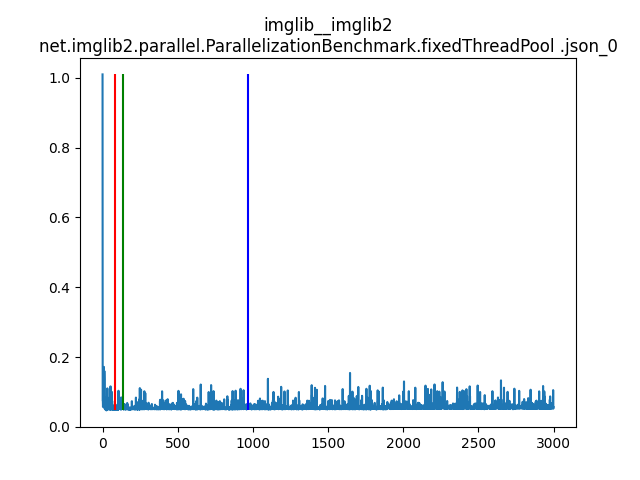 imglib__imglib2
net.imglib2.parallel.ParallelizationBenchmark.fixedThreadPool .json_0
1.0
0.8
0.6
0.4
0.2
0.0
0 500 1000 1500 2000 2500 3000